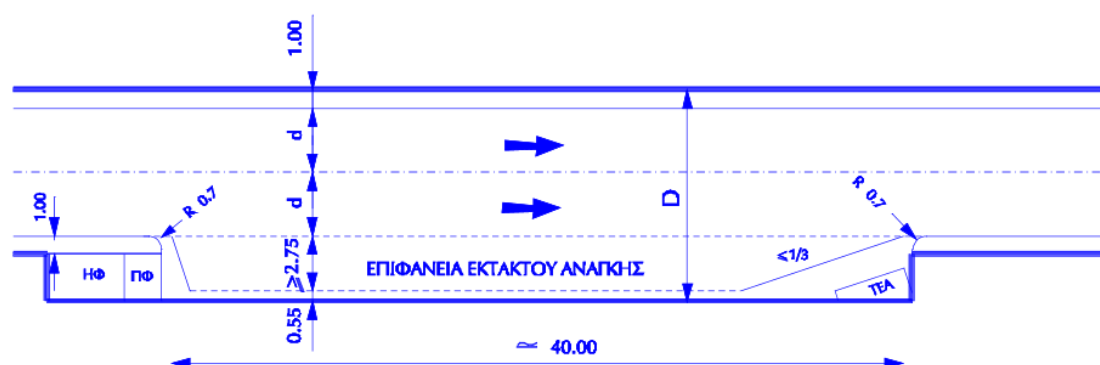 1.00
d
d
1.00
R 0.7
R 0.7
D
ΗΦ
ΠΦ
⩾2.75
ΕΠΙΦΑΝΕΙΑ ΕΚΤΑΚΤΟΥ ΑΝΑΓΚΗΣ
⩽1/3
ΤΕΑ
0.55
≃ 40.00